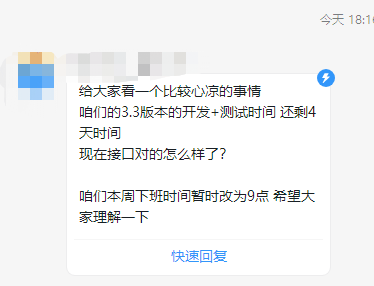 今天 18:16
给大家看一个比较心凉的事情
咱们的3.3版本的开发+测试时间 还剩4
天时间
现在接口对的怎么样了?
咱们本周下班时间暂时改为9点 希望大
家理解一下
快速回复